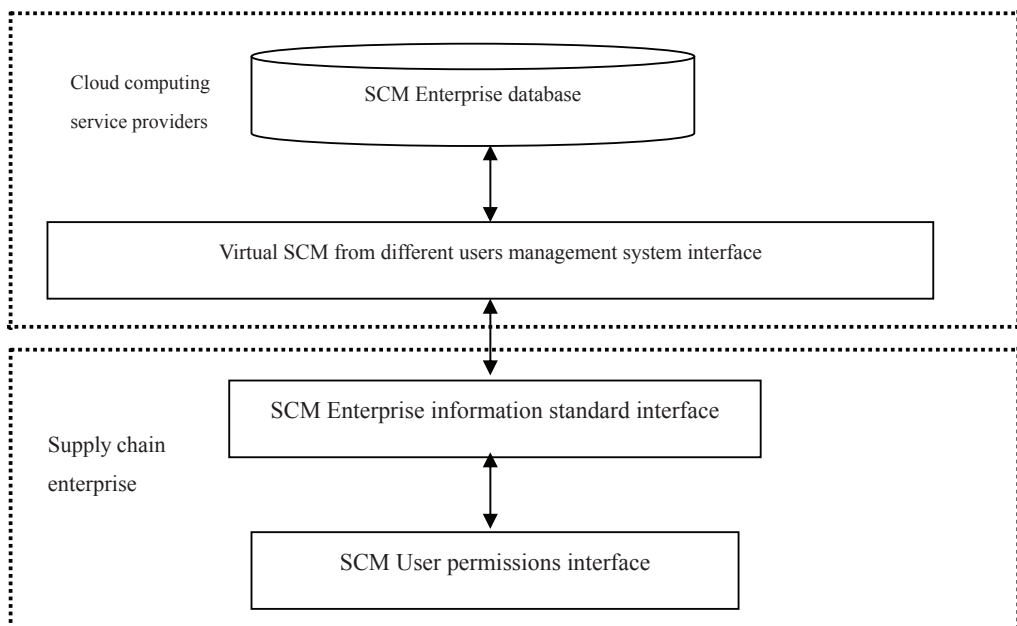 Cloud computing
service providers
SCM Enterprise database
Virtual SCM from different users management system interface
SCM Enterprise information standard interface
Supply chain
enterprise
SCM User permissions interface